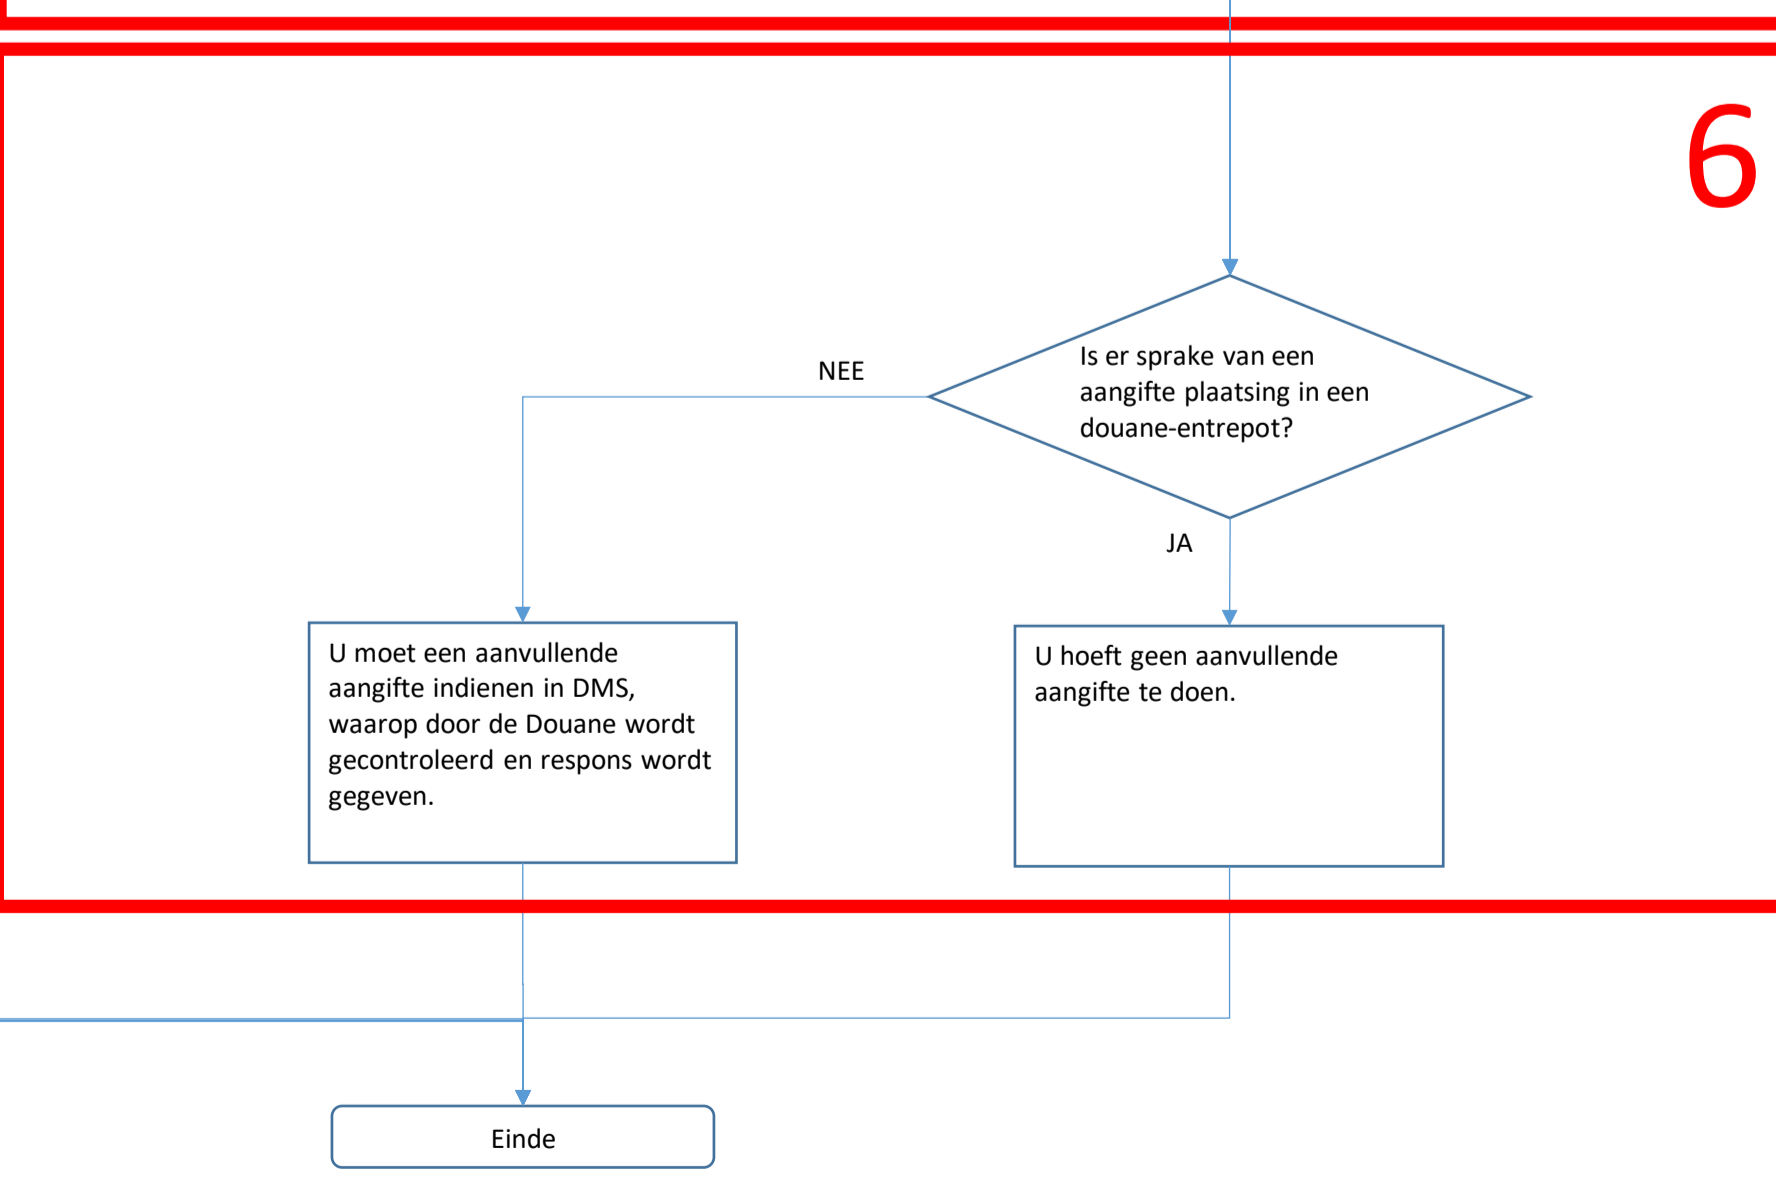 6
Is er sprake van een
aangifte plaatsing in een
douane-entrepot?
NEE
JA
U moet een aanvullende
aangifte indienen in DMS,
waarop door de Douane wordt
gecontroleerd en respons wordt
gegeven.
U hoeft geen aanvullende
aangifte te doen.
Einde